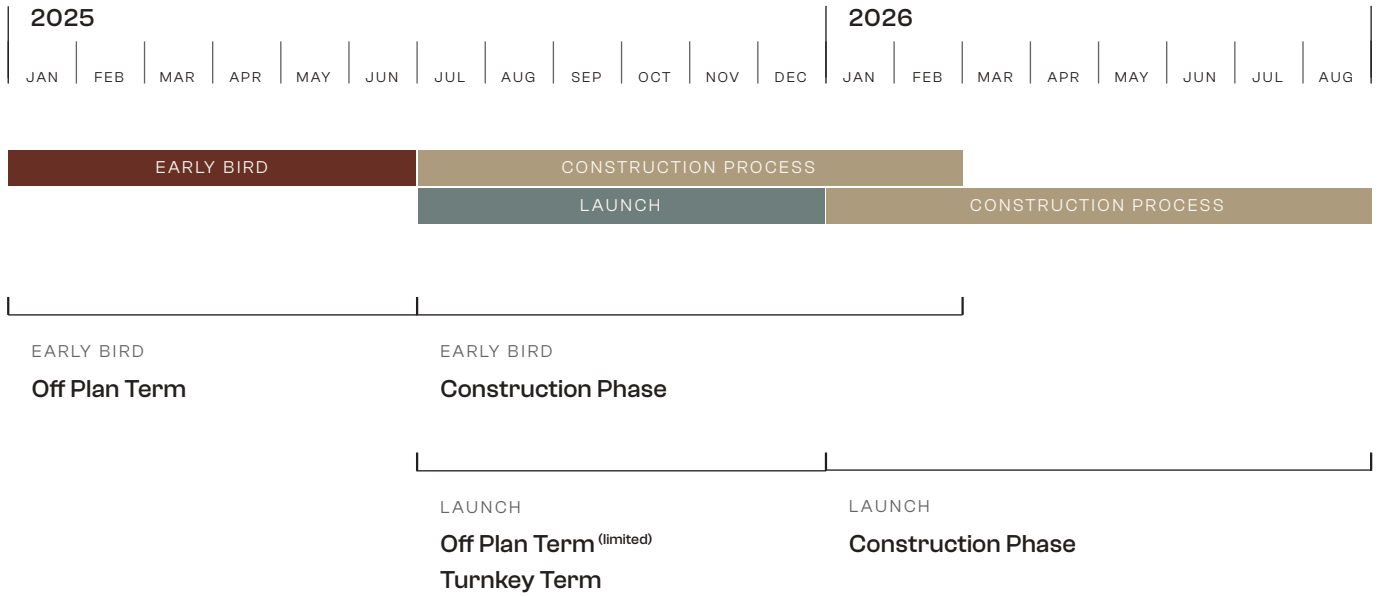 2025 2026
JAN FEB MAR APR MAY JUN JUL AUG SEP OCT NOV DEC JAN FEB MAR APR MAY JUN JUL AUG
EARLY BIRD CONSTRUCTION PROCESS
LAUNCH CONSTRUCTION PROCESS
EARLY BIRD
Off Plan Term
EARLY BIRD
Construction Phase
LAUNCH
Off Plan Term (limited)
Turnkey Term
LAUNCH
Construction Phase